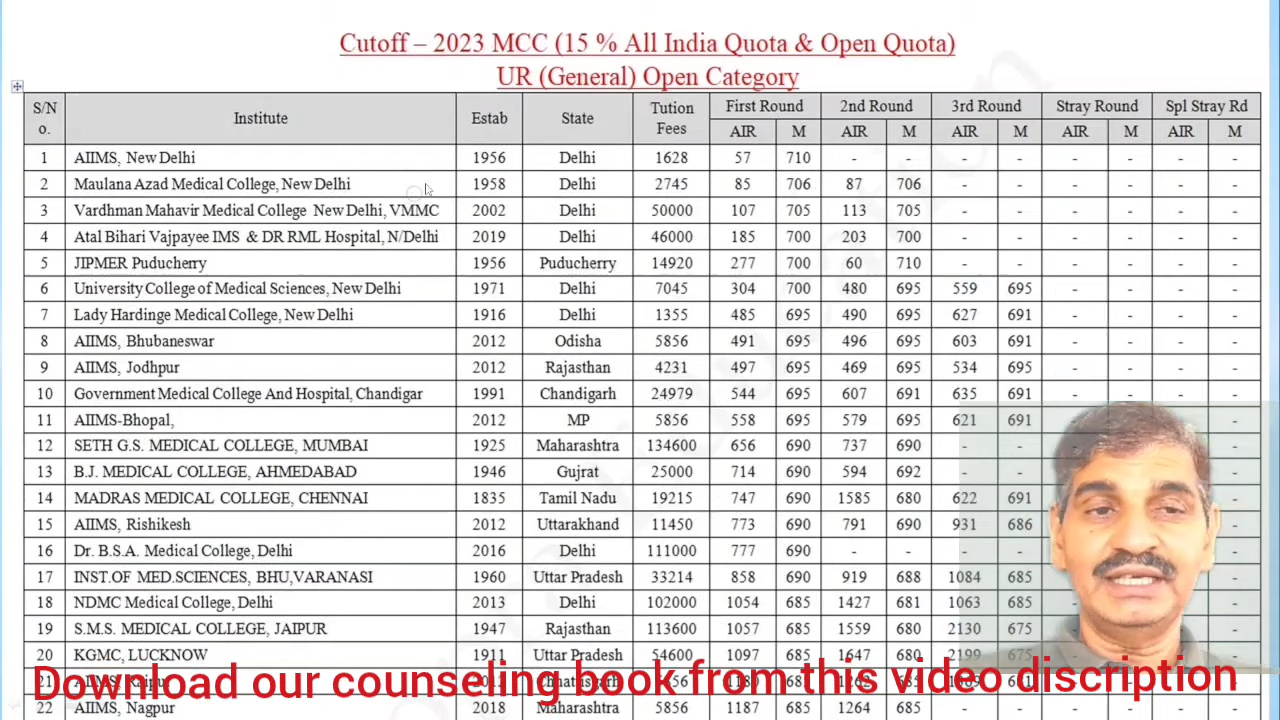 Cutoff – 2023 MCC (15 % All India Quota & Open Quota)
UR (General) Open Category
S/N o. Institute Estab State Tution Fees First Round 2nd Round 3rd Round Stray Round Spl Stray Rd
AIR M AIR M AIR M AIR M AIR M
1 AIIMS, New Delhi 1956 Delhi 1628 57 710 - - - - - - - -
2 Maulana Azad Medical College, New Delhi 1958 Delhi 2745 85 706 87 706 - - - - - -
3 Vardhman Mahavir Medical College New Delhi, VMMC 2002 Delhi 50000 107 705 113 705 - - - - - -
4 Atal Bihari Vajpayee IMS & DR RML Hospital, N/Delhi 2019 Delhi 46000 185 700 203 700 - - - - - -
5 JIPMER Puducherry 1956 Puducherry 14920 277 700 60 710 - - - - - -
6 University College of Medical Sciences, New Delhi 1971 Delhi 7045 304 700 480 695 559 695 - - - -
7 Lady Hardinge Medical College, New Delhi 1916 Delhi 1355 485 695 490 695 627 691 - - - -
8 AIIMS, Bhubaneswar 2012 Odisha 5856 491 695 496 695 603 691 - - - -
9 AIIMS, Jodhpur 2012 Rajasthan 4231 497 695 469 695 534 695 - - - -
10 Government Medical College And Hospital, Chandigar 1991 Chandigarh 24979 544 695 607 691 635 691 - - - -
11 AIIMS-Bhopal, 2012 MP 5856 558 695 579 695 621 691 -
12 SETH G.S. MEDICAL COLLEGE, MUMBAI 1925 Maharashtra 134600 656 690 737 690 - - -
13 B.J. MEDICAL COLLEGE, AHMEDABAD 1946 Gujrat 25000 714 690 594 692 - - -
14 MADRAS MEDICAL COLLEGE, CHENNAI 1835 Tamil Nadu 19215 747 690 1585 680 622 691 -
15 AIIMS, Rishikesh 2012 Uttarakhand 11450 773 690 791 690 931 686 -
16 Dr. B.S.A. Medical College, Delhi 2016 Delhi 111000 777 690 - - - - -
17 INST.OF MED.SCIENCES, BHU,VARANASI 1960 Uttar Pradesh 33214 858 690 919 688 1084 685 -
18 NDMC Medical College, Delhi 2013 Delhi 102000 1054 685 1427 681 1063 685 - -
19 S.M.S. MEDICAL COLLEGE, JAIPUR 1947 Rajasthan 113600 1057 685 1559 680 2130 675 - -
20 KGMC, LUCKNOW 1911 Uttar Pradesh 54600 1097 685 1647 680 2199 675
Download our counseling book from this video discription
22 AIIMS, Nagpur 2018 Maharashtra 5856 1187 685 1264 685 - - - - - -